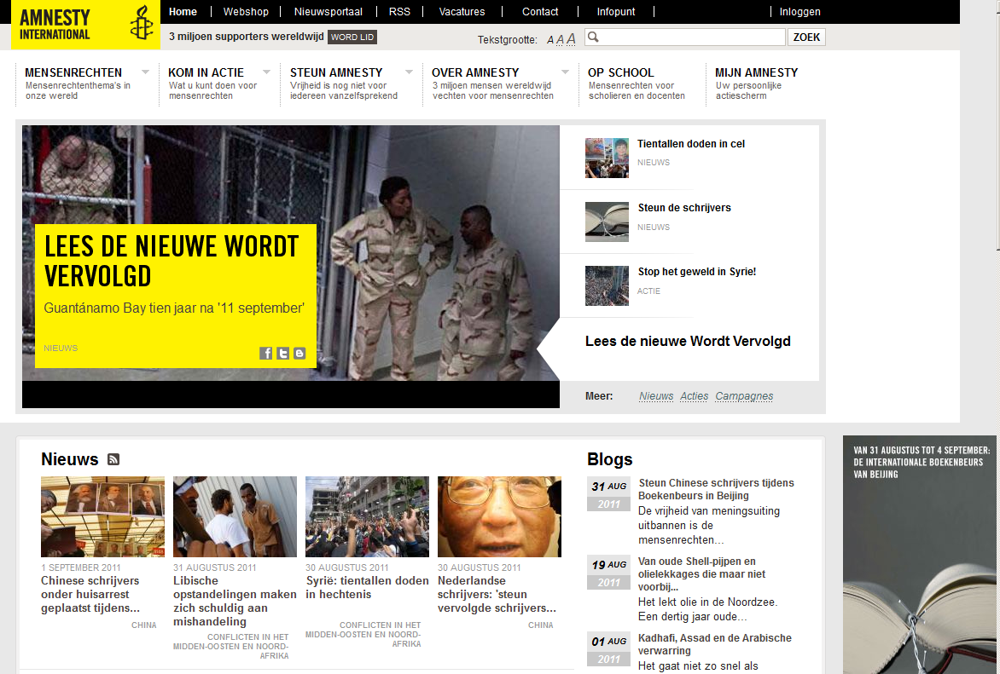 AMNESTY
INTERNATIONAL
Home
Webshop
Nieuwsportaal
RSS
Vacatures
Contact
Infopunt
Inloggen
3 miljoen supporters wereldwijd WORD LID
Tekstgrootte: A A A
ZOEK
MENSENRECHTEN
Mensenrechtenthema's in
onze wereld
KOM IN ACTIE
Wat u kunt doen voor
mensenrechten
STEUN AMNESTY
Vrijheid is nog niet voor
iedereen vanzelfsprekend
OVER AMNESTY
3 miljoen mensen wereldwijd
vechten voor mensenrechten
OP SCHOOL
Mensenrechten voor
scholieren en docenten
MIJN AMNESTY
Uw persoonlijke
actiescherm
LEES DE NIEUWE WORDT
VERVOLGD
Guantánamo Bay tien jaar na '11 september'
NIEUWS
Tientallen doden in cel
NIEUWS
Steun de schrijvers
NIEUWS
Stop het geweld in Syrie!
ACTIE
Lees de nieuwe Wordt Vervolgd
Meer: Nieuws Acties Campagnes
Nieuws
1 SEPTEMBER 2011
Chinese schrijvers
onder huisarrest
geplaatst tijdens...
CHINA
31 AUGUSTUS 2011
Libische
opstandelingen maken
zich schuldig aan
mishandeling
CONFLICTEN IN HET
MIDDEN-OOSTEN EN NOORD-
AFRIKA
30 AUGUSTUS 2011
Syrië: tientallen doden
in hechtenis
CONFLICTEN IN HET
MIDDEN-OOSTEN EN NOORD-
AFRIKA
30 AUGUSTUS 2011
Nederlandse
schrijvers: 'steun
vervolgde schrijvers...
CHINA
Blogs
31 AUG
2011
Steun Chinese schrijvers tijdens
Boekenbeurs in Beijing
De vrijheid van meningsuiting
uitbannen is de
mensenrechten…
19 AUG
2011
Van oude Shell-pijpen en
olielekkages die maar niet
voorbij...
Het lekt olie in de Noordzee.
Een dertig jaar oude…
01 AUG
2011
Kadhafi, Assad en de Arabische
verwarring
Het gaat niet zo snel als
VAN 31 AUGUSTUS TOT 4 SEPTEMBER:
DE INTERNATIONALE BOEKENBEURS
VAN BEIJING